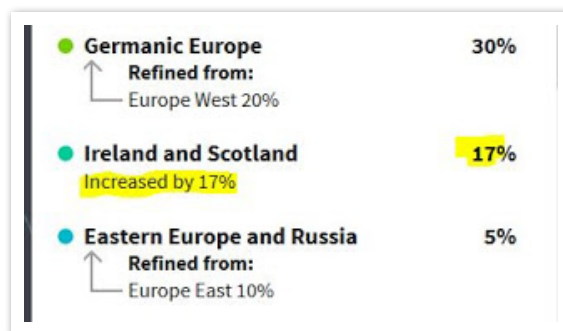 Germanic Europe 30%
Refined from:
Europe West 20%
Ireland and Scotland 17%
Increased by 17%
Eastern Europe and Russia 5%
Refined from:
Europe East 10%